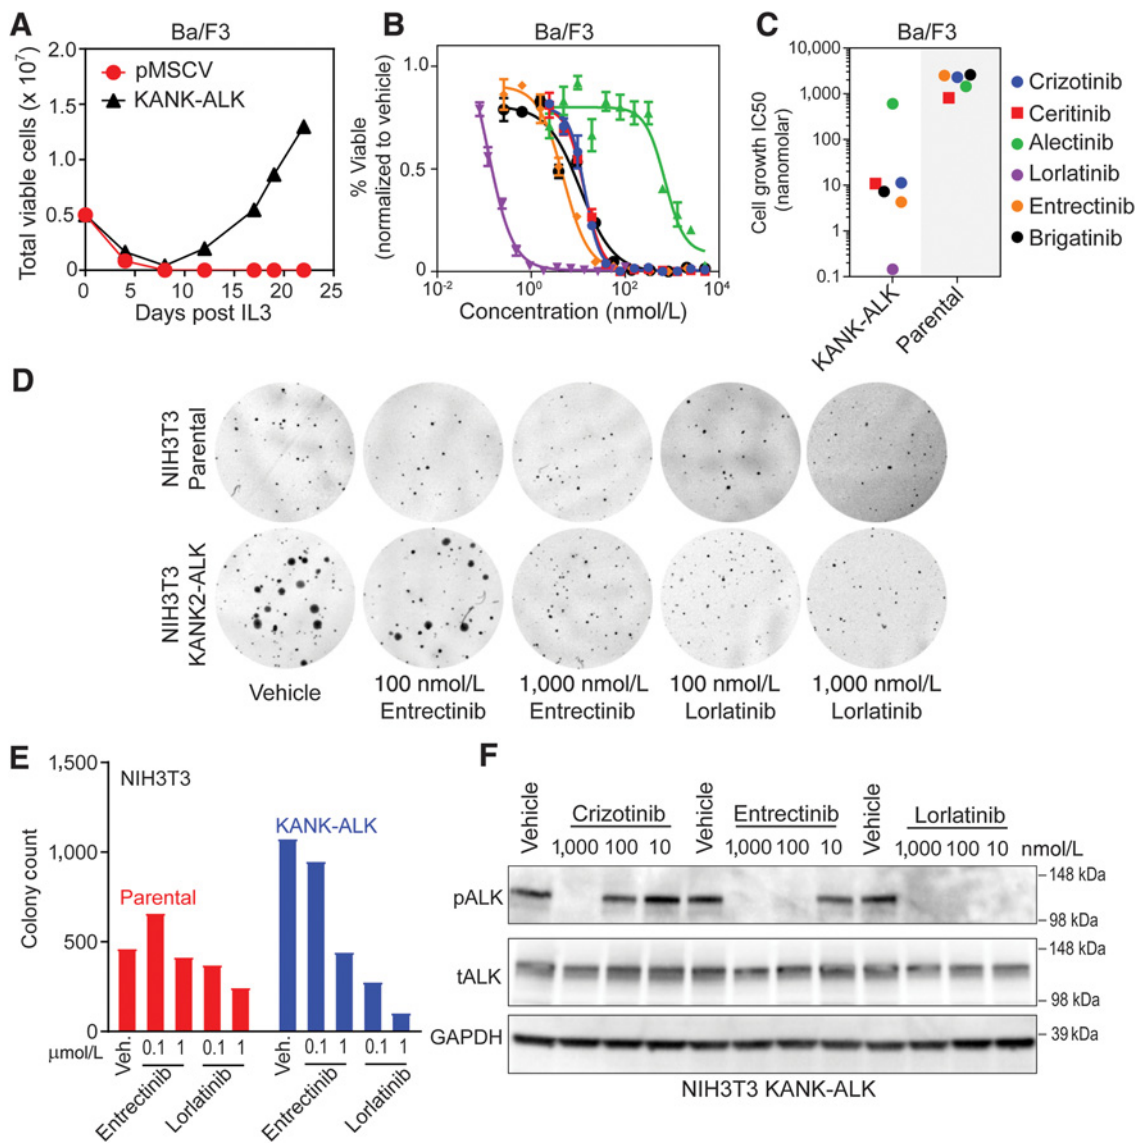 A
Ba/F3
Total viable cells (x 10⁷)
2.0
1.5
1.0
0.5
0
pMSCV
KANK-ALK
0 5 10 15 20 25
Days post IL3
B
Ba/F3
% Viable
(normalized to vehicle)
1.0
0.5
0
10⁻² 10⁰ 10² 10⁴
Concentration (nmol/L)
C
Ba/F3
Cell growth IC50
(nanomolar)
10,000
1,000
100
10
1
0.1
KANK-ALK
Parental
Crizotinib
Ceritinib
Alectinib
Lorlatinib
Entrectinib
Brigatinib
D
NIH3T3
Parental
NIH3T3
KANK2-ALK
Vehicle
100 nmol/L
Entrectinib
1,000 nmol/L
Entrectinib
100 nmol/L
Lorlatinib
1,000 nmol/L
Lorlatinib
E
NIH3T3
Colony count
1,500
1,000
500
0
Parental
KANK-ALK
μmol/L
Veh. 0.1 1 0.1 1 Veh. 0.1 1 0.1 1
Entrectinib Lorlatinib Entrectinib Lorlatinib
F
Vehicle Crizotinib Vehicle Entrectinib Vehicle Lorlatinib
1,000 100 10 1,000 100 10 1,000 100 10 nmol/L
pALK
148 kDa
98 kDa
tALK
148 kDa
98 kDa
GAPDH
39 kDa
NIH3T3 KANK-ALK